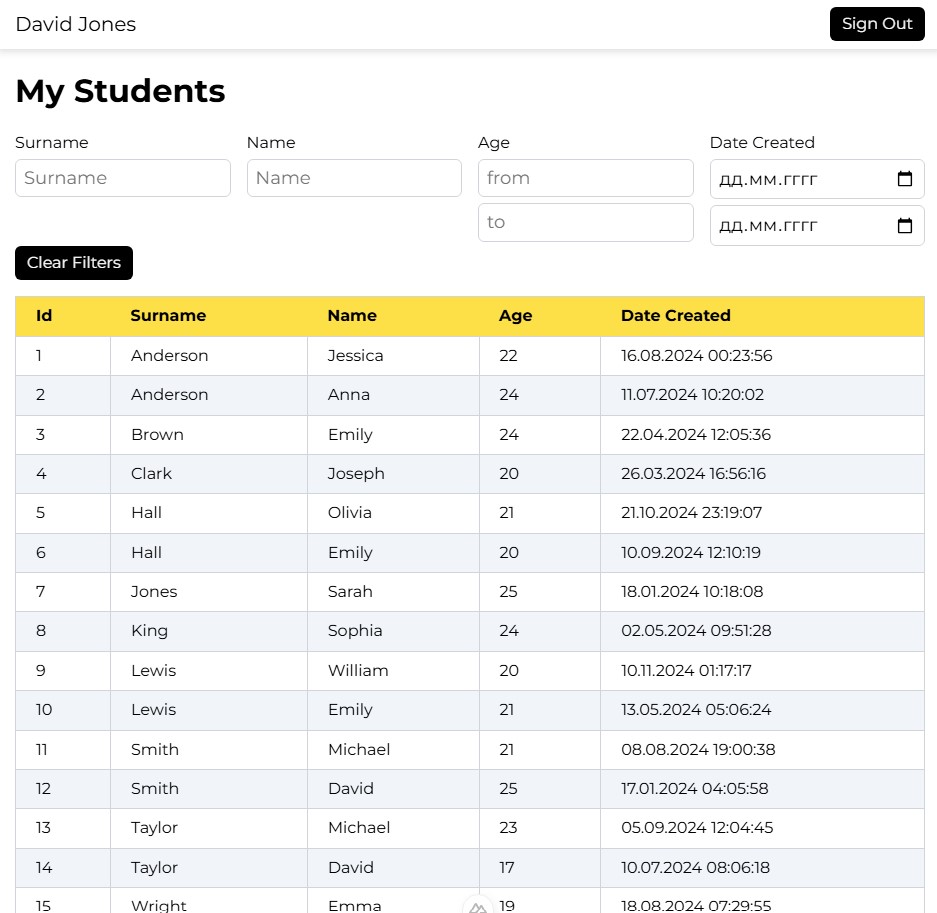 David Jones Sign Out
My Students
Surname Name Age Date Created
Surname Name from дд.мм.гггг
to дд.мм.гггг
Clear Filters
Id Surname Name Age Date Created
1 Anderson Jessica 22 16.08.2024 00:23:56
2 Anderson Anna 24 11.07.2024 10:20:02
3 Brown Emily 24 22.04.2024 12:05:36
4 Clark Joseph 20 26.03.2024 16:56:16
5 Hall Olivia 21 21.10.2024 23:19:07
6 Hall Emily 20 10.09.2024 12:10:19
7 Jones Sarah 25 18.01.2024 10:18:08
8 King Sophia 24 02.05.2024 09:51:28
9 Lewis William 20 10.11.2024 01:17:17
10 Lewis Emily 21 13.05.2024 05:06:24
11 Smith Michael 21 08.08.2024 19:00:38
12 Smith David 25 17.01.2024 04:05:58
13 Taylor Michael 23 05.09.2024 12:04:45
14 Taylor David 17 10.07.2024 08:06:18
15 Wright Emma 19 18.08.2024 07:29:55